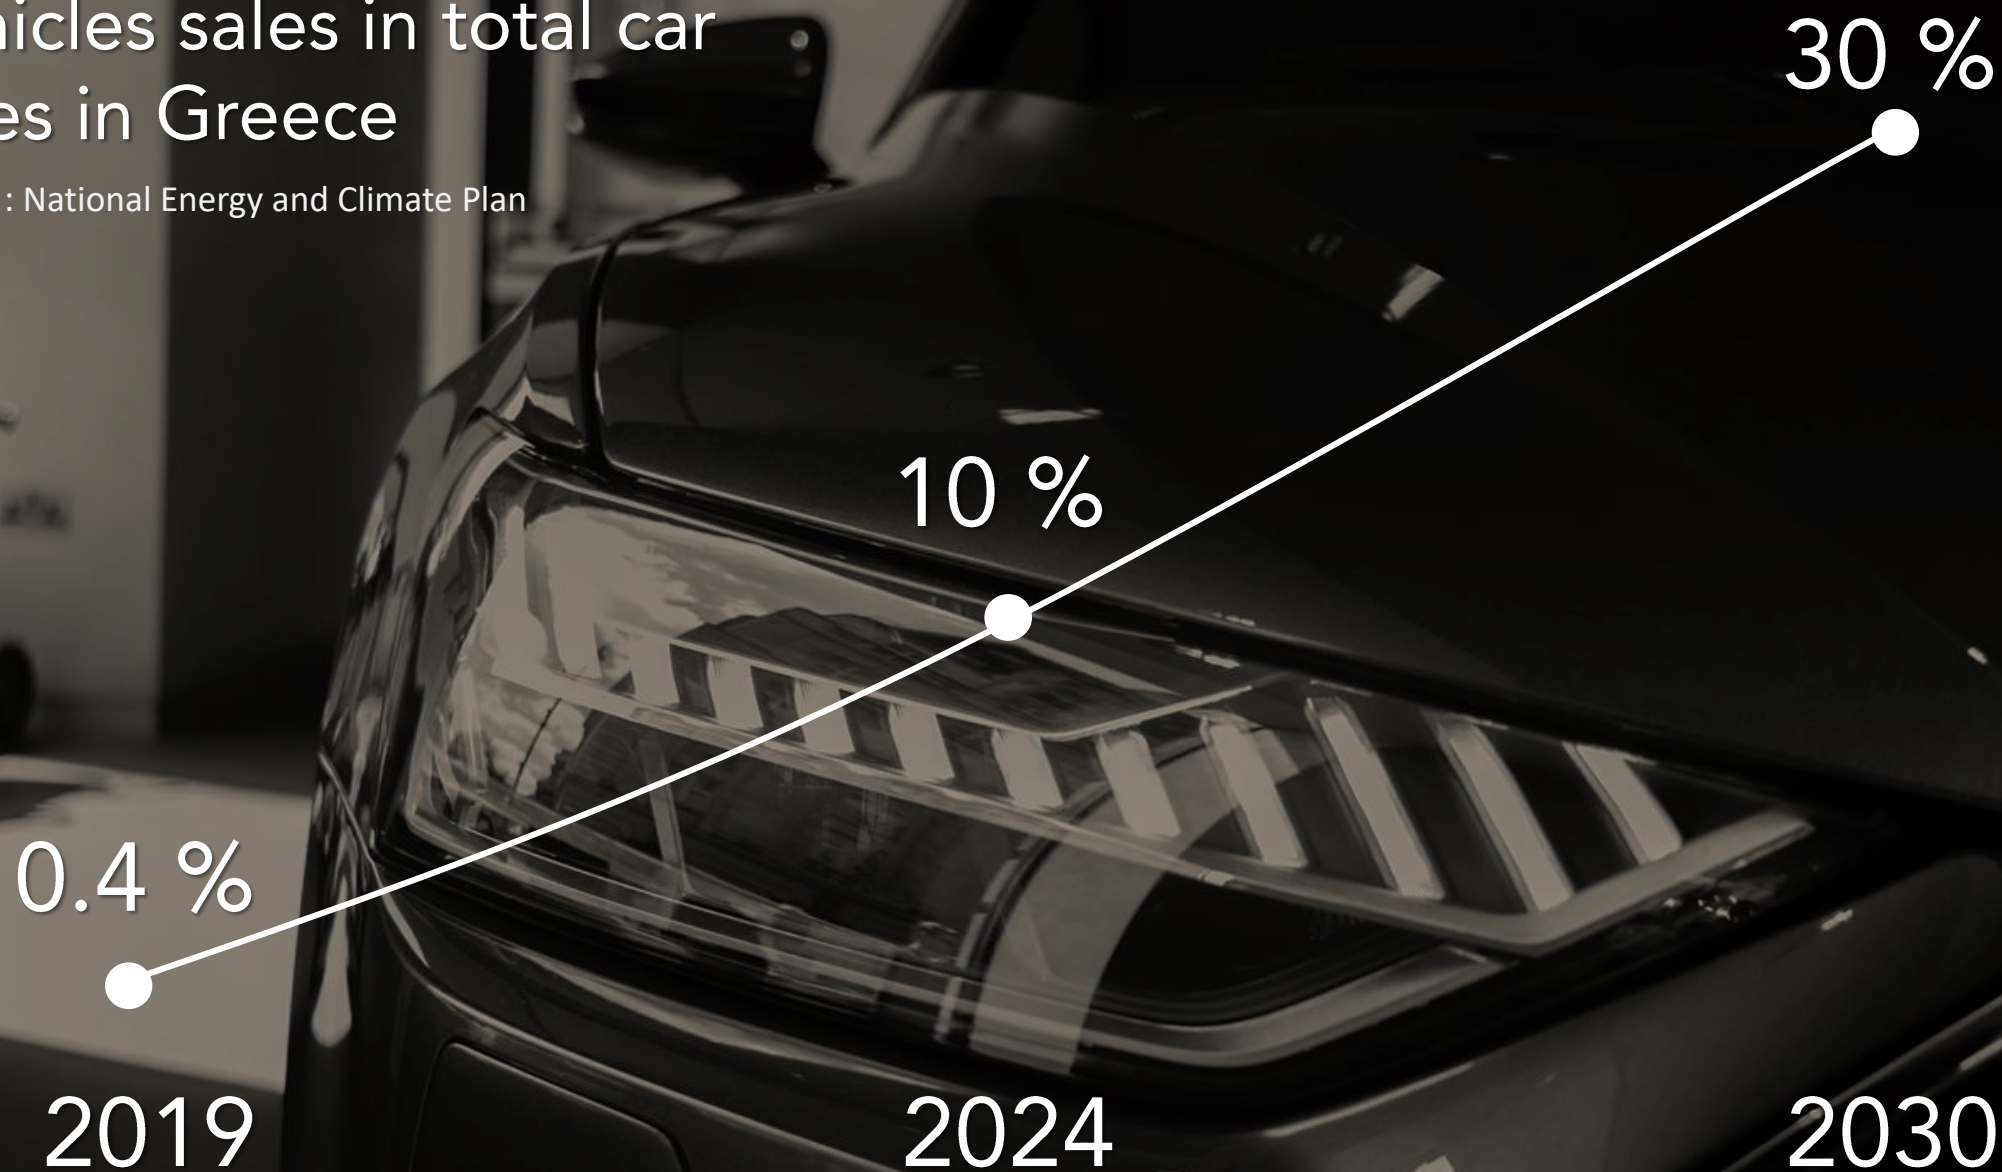 hicles sales in total car
es in Greece
: National Energy and Climate Plan
30 %
10 %
0.4 %
2019
2024
2030